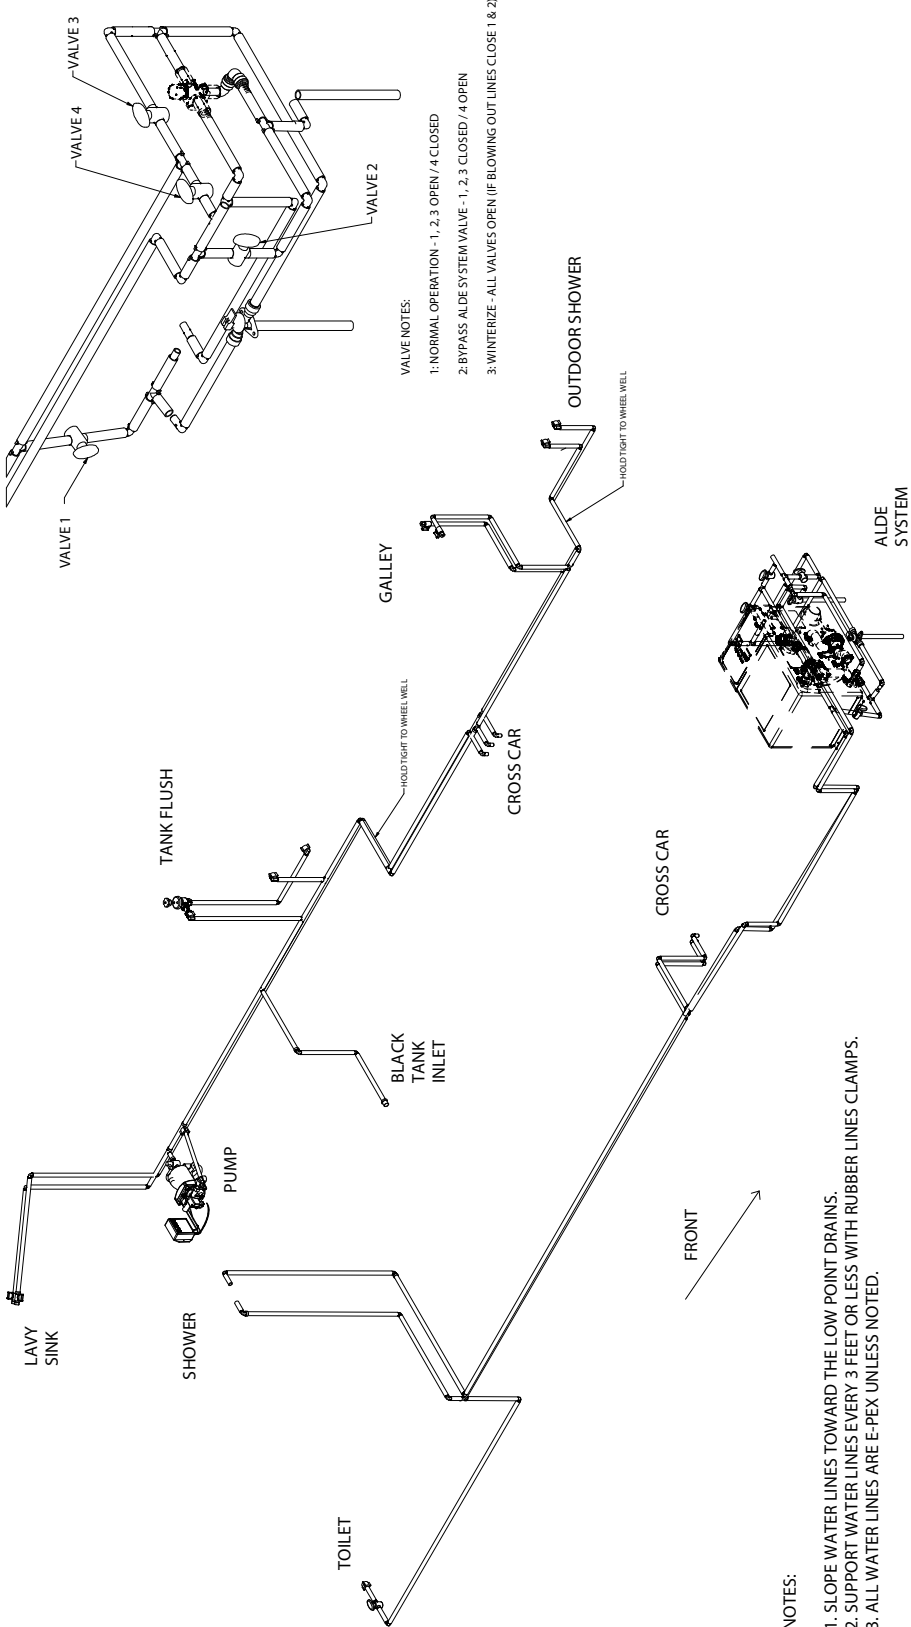 VALVE 3
VALVE 4
VALVE 2
VALVE 1
VALVE NOTES:
1: NORMAL OPERATION - 1, 2, 3 OPEN / 4 CLOSED
2: BYPASS ALDE SYSTEM VALVE - 1, 2,3 CLOSED / 4 OPEN
3: WINTERIZE - ALL VALVES OPEN (IF BLOWING OUT LINES CLOSE 1 & 2)
LAVY
SINK
PUMP
TANK FLUSH
BLACK
TANK
INLET
HOLD TIGHT TO WHEEL WELL
GALLEY
CROSS CAR
OUTDOOR SHOWER
HOLD TIGHT TO WHEEL WELL
SHOWER
TOILET
CROSS CAR
ALDE
SYSTEM
FRONT
NOTES:
1. SLOPE WATER LINES TOWARD THE LOW POINT DRAINS.
2. SUPPORT WATER LINES EVERY 3 FEET OR LESS WITH RUBBER LINES CLAMPS.
3. ALL WATER LINES ARE E-PEX UNLESS NOTED.